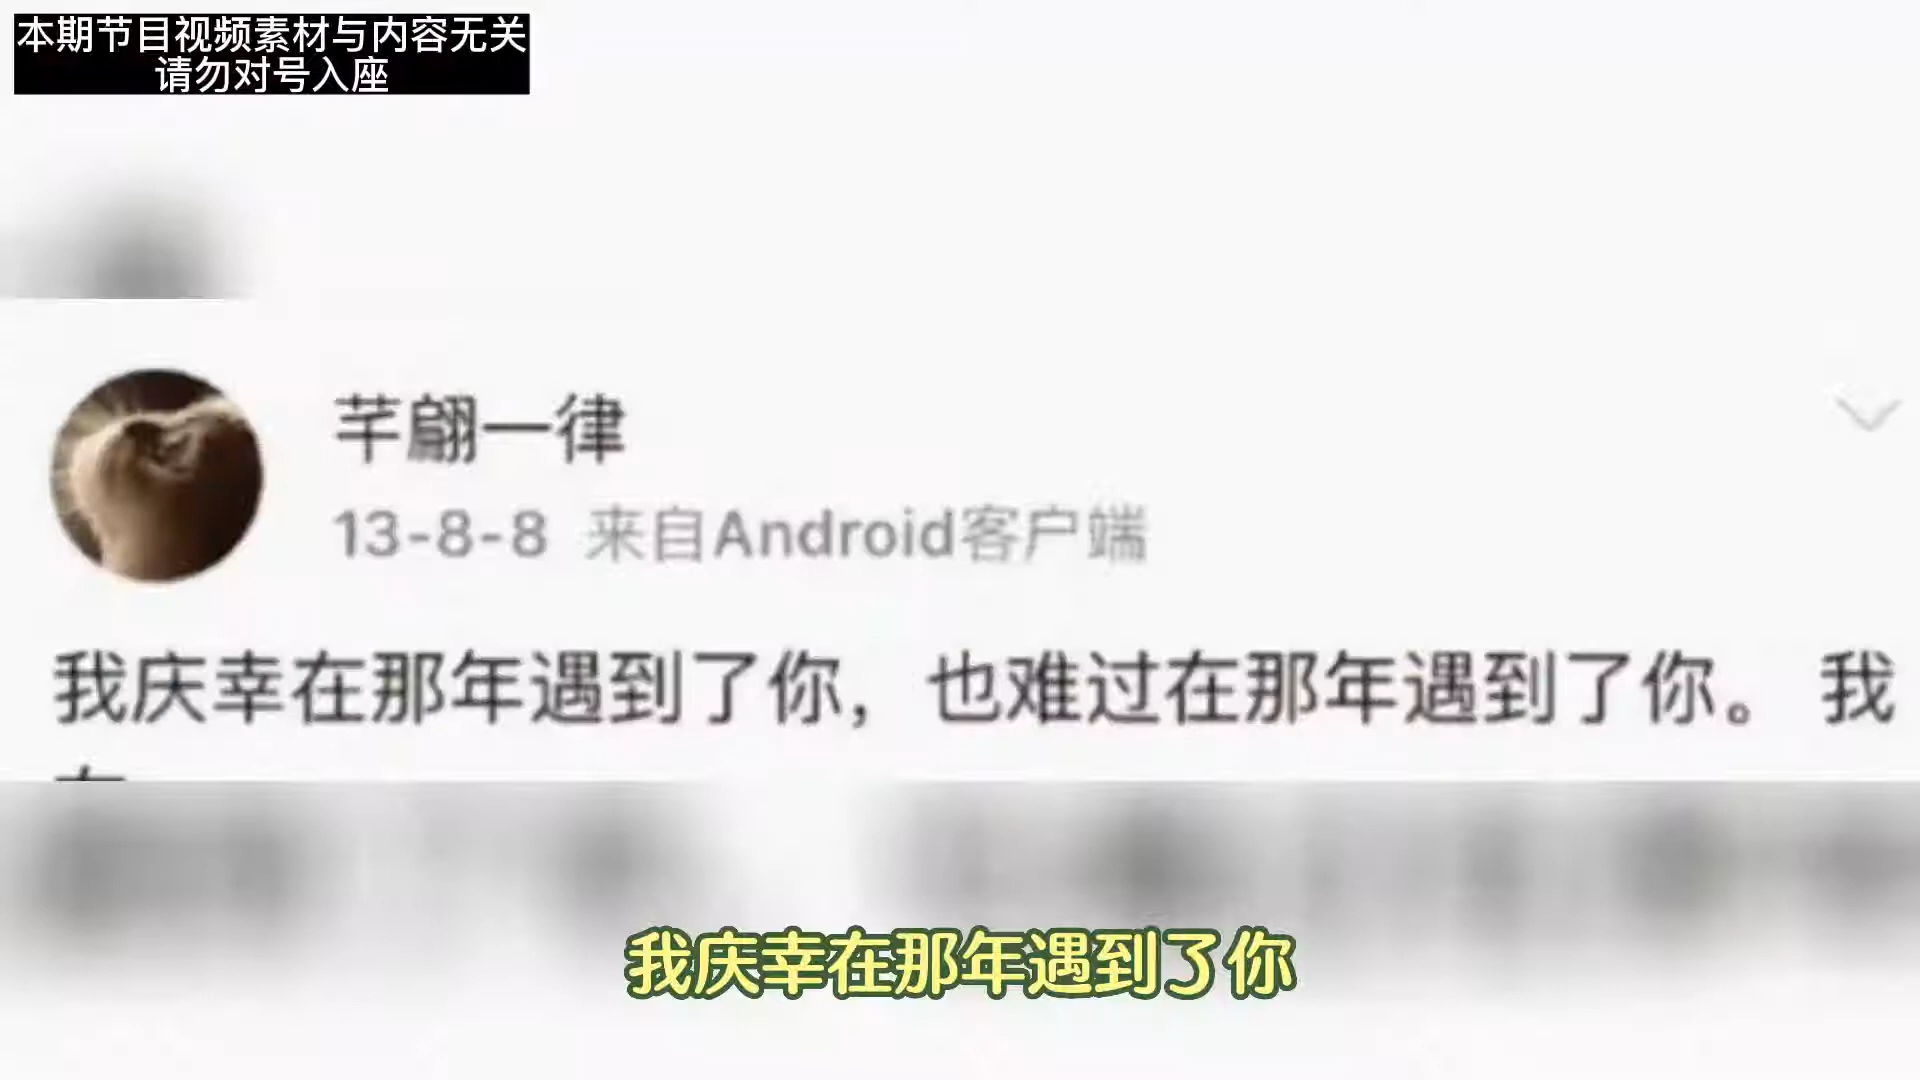 本期节目视频素材与内容无关
请勿对号入座
芊翩一律
13-8-8 来自Android客户端
我庆幸在那年遇到了你，也难过在那年遇到了你。 我
我庆幸在那年遇到了你